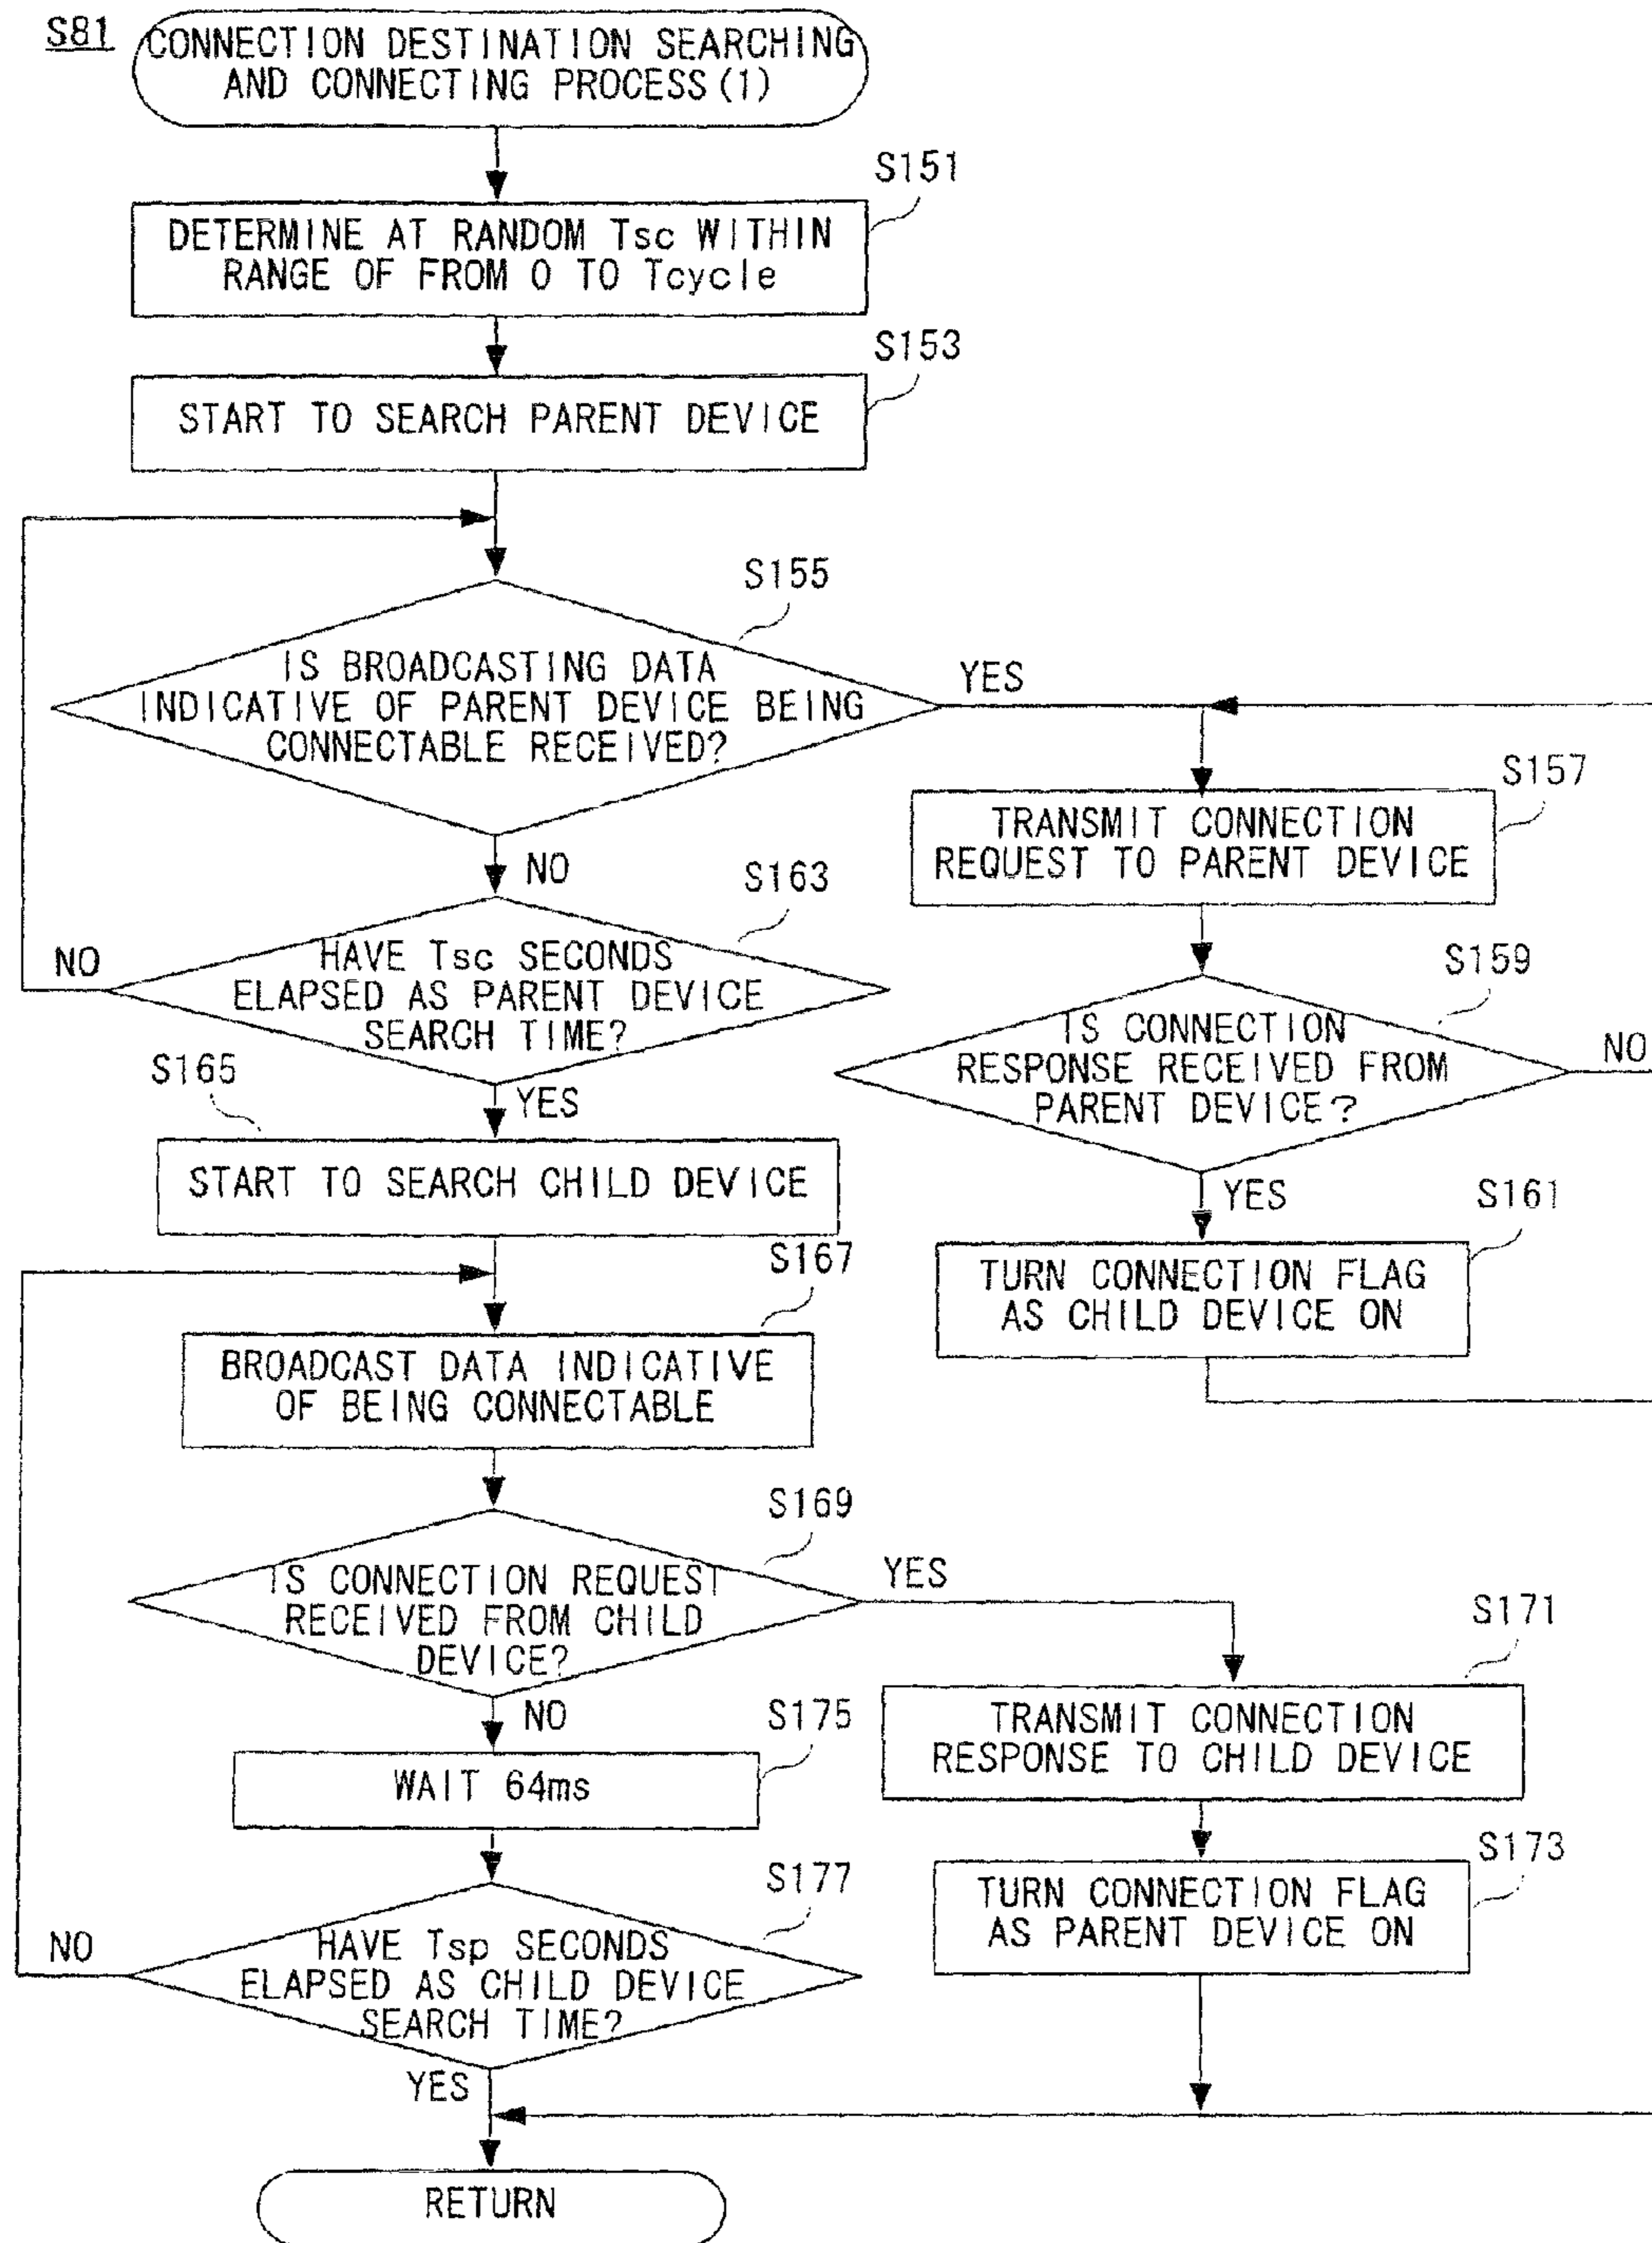 S81
CONNECTION DESTINATION SEARCHING
AND CONNECTING PROCESS(1)
S151
DETERMINE AT RANDOM Tsc WITHIN
RANGE OF FROM 0 TO Tcycle
S153
START TO SEARCH PARENT DEVICE
S155
IS BROADCASTING DATA
INDICATIVE OF PARENT DEVICE BEING
CONNECTABLE RECEIVED?
YES
NO
S157
TRANSMIT CONNECTION
REQUEST TO PARENT DEVICE
S163
HAVE Tsc SECONDS
ELAPSED AS PARENT DEVICE
SEARCH TIME?
NO
YES
S159
IS CONNECTION
RESPONSE RECEIVED FROM
PARENT DEVICE?
NO
YES
S165
START TO SEARCH CHILD DEVICE
S161
TURN CONNECTION FLAG
AS CHILD DEVICE ON
S167
BROADCAST DATA INDICATIVE
OF BEING CONNECTABLE
S169
IS CONNECTION REQUEST
RECEIVED FROM CHILD
DEVICE?
YES
NO
S171
TRANSMIT CONNECTION
RESPONSE TO CHILD DEVICE
S175
WAIT 64ms
S173
TURN CONNECTION FLAG
AS PARENT DEVICE ON
S177
HAVE Tsp SECONDS
ELAPSED AS CHILD DEVICE
SEARCH TIME?
NO
YES
RETURN